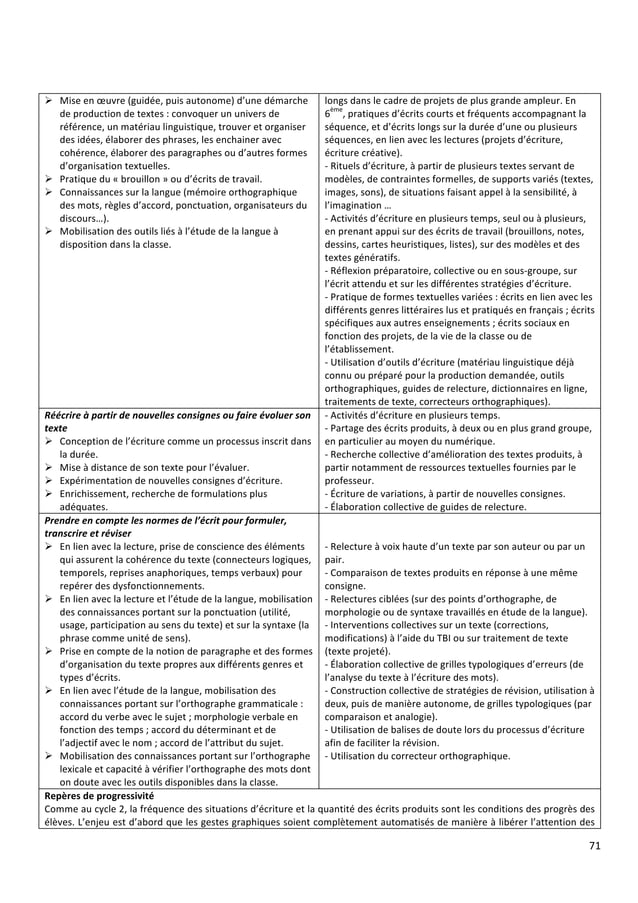 ➢ Mise en œuvre (guidée, puis autonome) d'une démarche
de production de textes : convoquer un univers de
référence, un matériau linguistique, trouver et organiser
des idées, élaborer des phrases, les enchainer avec
cohérence, élaborer des paragraphes ou d'autres formes
d'organisation textuelles.
➢ Pratique du « brouillon » ou d'écrits de travail.
➢ Connaissances sur la langue (mémoire orthographique
des mots, règles d'accord, ponctuation, organisateurs du
discours…).
➢ Mobilisation des outils liés à l'étude de la langue à
disposition dans la classe.
longs dans le cadre de projets de plus grande ampleur. En
6ème, pratiques d'écrits courts et fréquents accompagnant la
séquence, et d'écrits longs sur la durée d'une ou plusieurs
séquences, en lien avec les lectures (projets d'écriture,
écriture créative).
- Rituels d'écriture, à partir de plusieurs textes servant de
modèles, de contraintes formelles, de supports variés (textes,
images, sons), de situations faisant appel à la sensibilité, à
l'imagination …
- Activités d'écriture en plusieurs temps, seul ou à plusieurs,
en prenant appui sur des écrits de travail (brouillons, notes,
dessins, cartes heuristiques, listes), sur des modèles et des
textes génératifs.
- Réflexion préparatoire, collective ou en sous-groupe, sur
l'écrit attendu et sur les différentes stratégies d'écriture.
- Pratique de formes textuelles variées : écrits en lien avec les
différents genres littéraires lus et pratiqués en français ; écrits
spécifiques aux autres enseignements ; écrits sociaux en
fonction des projets, de la vie de la classe ou de
l'établissement.
- Utilisation d'outils d'écriture (matériau linguistique déjà
connu ou préparé pour la production demandée, outils
orthographiques, guides de relecture, dictionnaires en ligne,
traitements de texte, correcteurs orthographiques).
Réécrire à partir de nouvelles consignes ou faire évoluer son
texte
➢ Conception de l'écriture comme un processus inscrit dans
la durée.
➢ Mise à distance de son texte pour l'évaluer.
➢ Expérimentation de nouvelles consignes d'écriture.
➢ Enrichissement, recherche de formulations plus
adéquates.
- Activités d'écriture en plusieurs temps.
- Partage des écrits produits, à deux ou en plus grand groupe,
en particulier au moyen du numérique.
- Recherche collective d'amélioration des textes produits, à
partir notamment de ressources textuelles fournies par le
professeur.
- Écriture de variations, à partir de nouvelles consignes.
- Élaboration collective de guides de relecture.
Prendre en compte les normes de l'écrit pour formuler,
transcrire et réviser
➢ En lien avec la lecture, prise de conscience des éléments
qui assurent la cohérence du texte (connecteurs logiques,
temporels, reprises anaphoriques, temps verbaux) pour
repérer des dysfonctionnements.
➢ En lien avec la lecture et l'étude de la langue, mobilisation
des connaissances portant sur la ponctuation (utilité,
usage, participation au sens du texte) et sur la syntaxe (la
phrase comme unité de sens).
➢ Prise en compte de la notion de paragraphe et des formes
d'organisation du texte propres aux différents genres et
types d'écrits.
➢ En lien avec l'étude de la langue, mobilisation des
connaissances portant sur l'orthographe grammaticale :
accord du verbe avec le sujet ; morphologie verbale en
fonction des temps ; accord du déterminant et de
l'adjectif avec le nom ; accord de l'attribut du sujet.
➢ Mobilisation des connaissances portant sur l'orthographe
lexicale et capacité à vérifier l'orthographe des mots dont
on doute avec les outils disponibles dans la classe.
- Relecture à voix haute d'un texte par son auteur ou par un
pair.
- Comparaison de textes produits en réponse à une même
consigne.
- Relectures ciblées (sur des points d'orthographe, de
morphologie ou de syntaxe travaillés en étude de la langue).
- Interventions collectives sur un texte (corrections,
modifications) à l'aide du TBI ou sur traitement de texte
(texte projeté).
- Élaboration collective de grilles typologiques d'erreurs (de
l'analyse du texte à l'écriture des mots).
- Construction collective de stratégies de révision, utilisation à
deux, puis de manière autonome, de grilles typologiques (par
comparaison et analogie).
- Utilisation de balises de doute lors du processus d'écriture
afin de faciliter la révision.
- Utilisation du correcteur orthographique.
Repères de progressivité
Comme au cycle 2, la fréquence des situations d'écriture et la quantité des écrits produits sont les conditions des progrès des
élèves. L'enjeu est d'abord que les gestes graphiques soient complètement automatisés de manière à libérer l'attention des
71